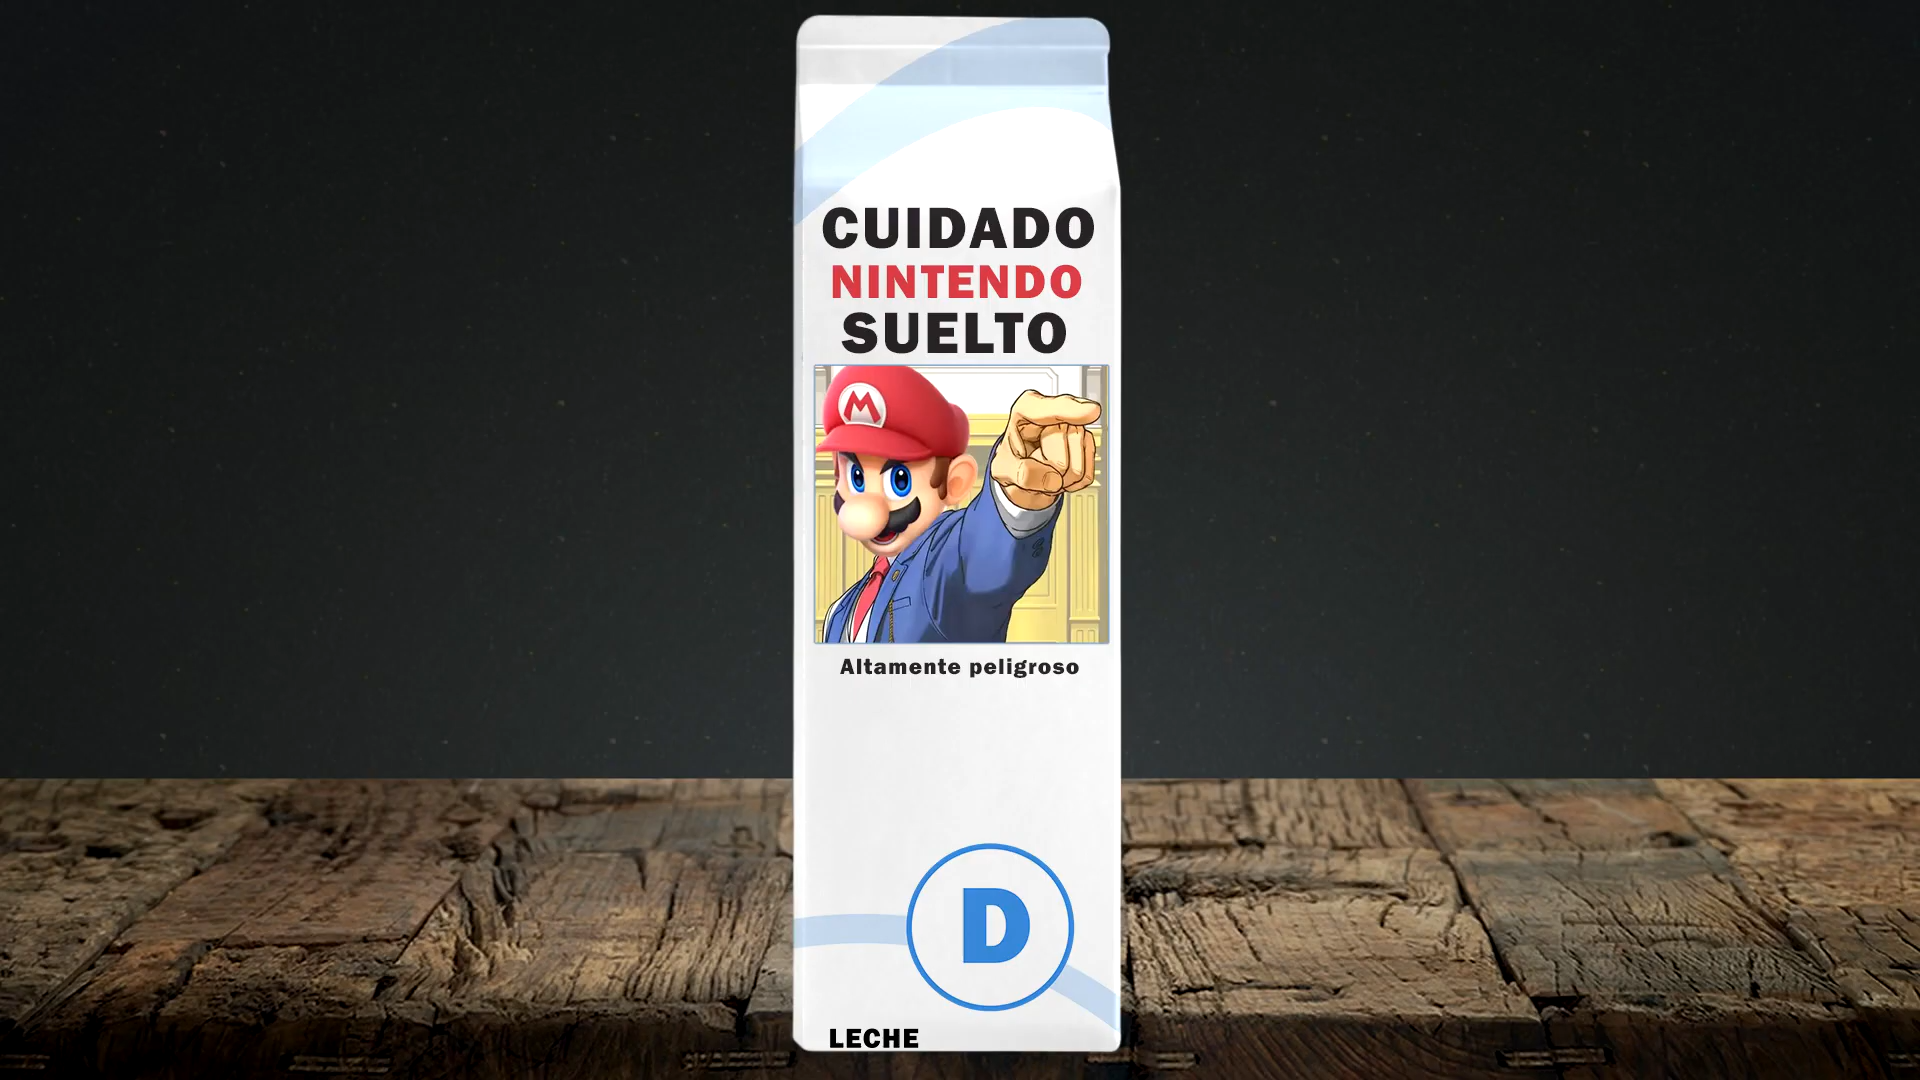 CUIDADO
NINTENDO
SUELTO
M
Altamente peligroso
D
LECHE